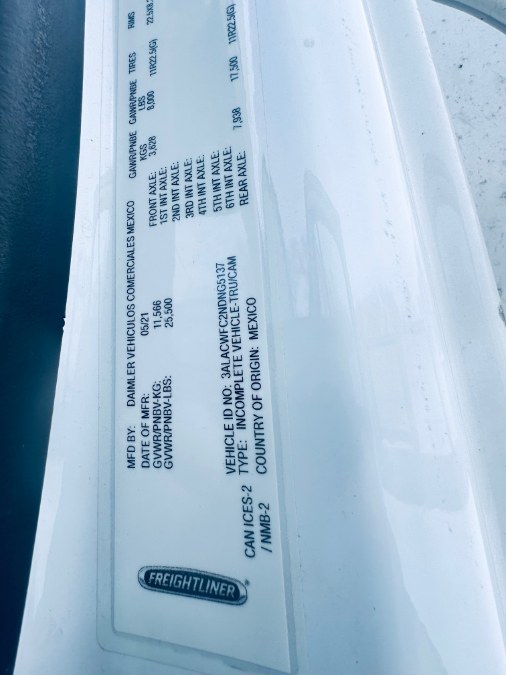 MFD BY: DAIMLER VEHICULOS COMERCIALES MEXICO
DATE OF MFR: 05/21
GVWR/PNBV-KG: 11,566
GVWR/PNBV-LBS: 25,500
GAWR/PNBE KGS GAWR/PNBE LBS TIRES RIMS
FRONT AXLE: 3,628 8,000 11R22.5(G)
1ST INT AXLE:
2ND INT AXLE:
3RD INT AXLE:
4TH INT AXLE:
5TH INT AXLE:
6TH INT AXLE:
REAR AXLE: 7,938 17,500 11R22.5(G)
VEHICLE ID NO: 3ALACWFC2NDNG5137
TYPE: INCOMPLETE VEHICLE-TRU/CAM
COUNTRY OF ORIGIN: MEXICO
CAN ICES-2
/ NMB-2
FREIGHTLINER